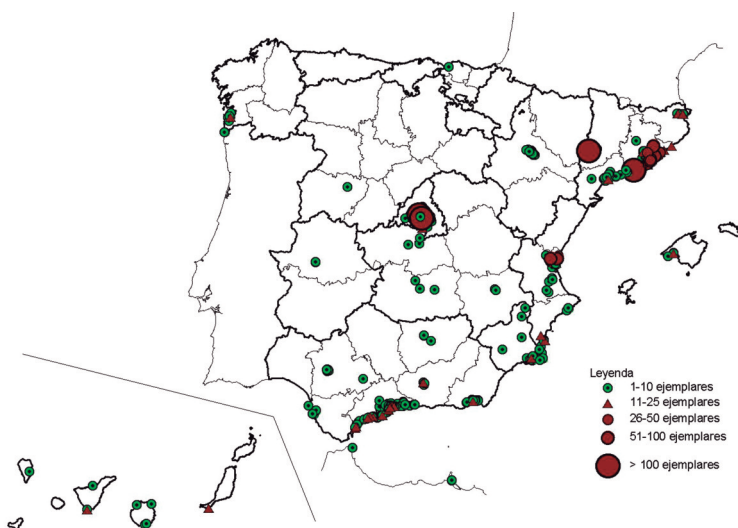 Leyenda
1-10 ejemplares
11-25 ejemplares
26-50 ejemplares
51-100 ejemplares
> 100 ejemplares